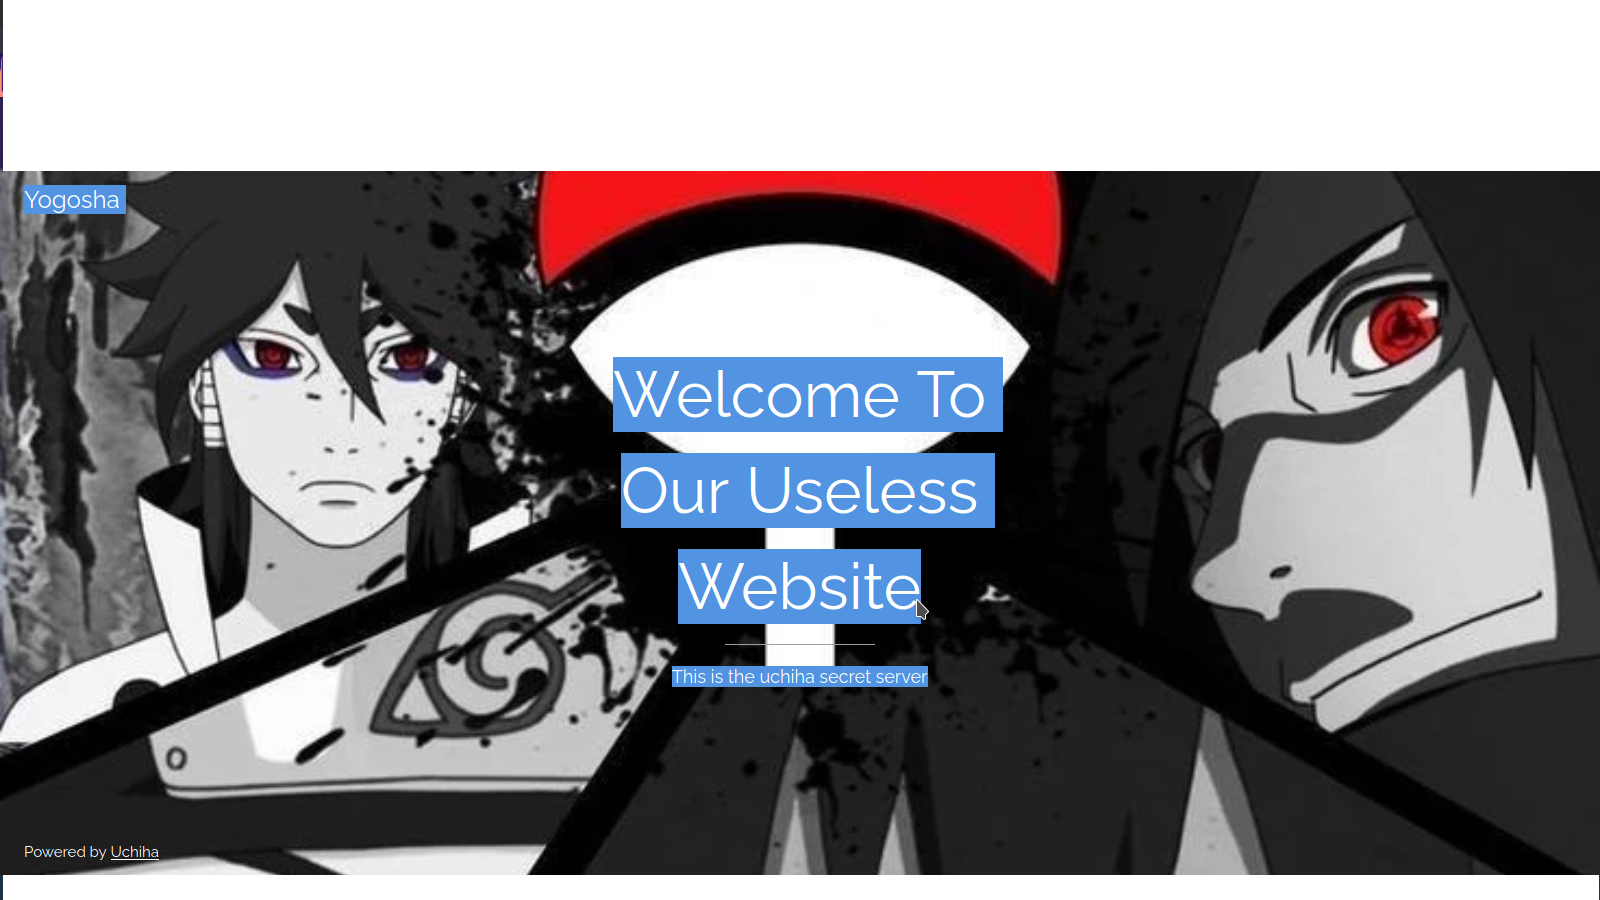 Yogosha
Welcome To
Our Useless
Website
This is the uchiha secret server
Powered by Uchiha